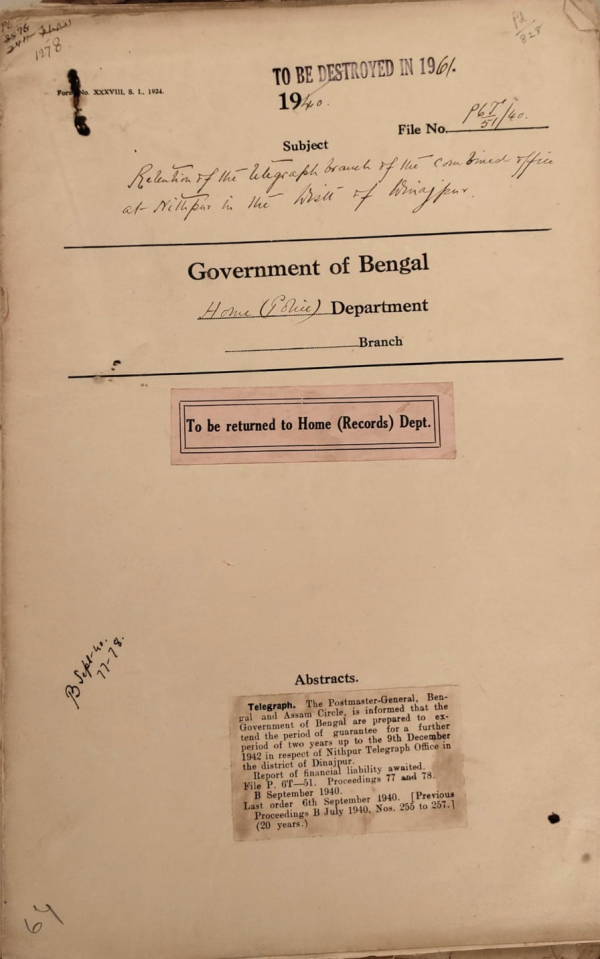 1278
Pd
828
TO BE DESTROYED IN 1961.
Form No. XXXVIII, S. I., 1924.
1940.
File No. P6T/51/40.
Subject
Retention of the telegraph branch of the combined office
at Nithpur in the Distt of Dinajpur.
Government of Bengal
Home (Police) Department
Branch
To be returned to Home (Records) Dept.
B Sept-40.
77-78.
Abstracts.
Telegraph. The Postmaster-General, Ben-
gal and Assam Circle, is informed that the
Government of Bengal are prepared to ex-
tend the period of guarantee for a further
period of two years up to the 9th December
1942 in respect of Nithpur Telegraph Office in
the district of Dinajpur.
Report of financial liability awaited.
File P. 6T—51. Proceedings 77 and 78.
B September 1940.
Last order 6th September 1940. [Previous
Proceedings B July 1940, Nos. 255 to 257.]
(20 years.)
64